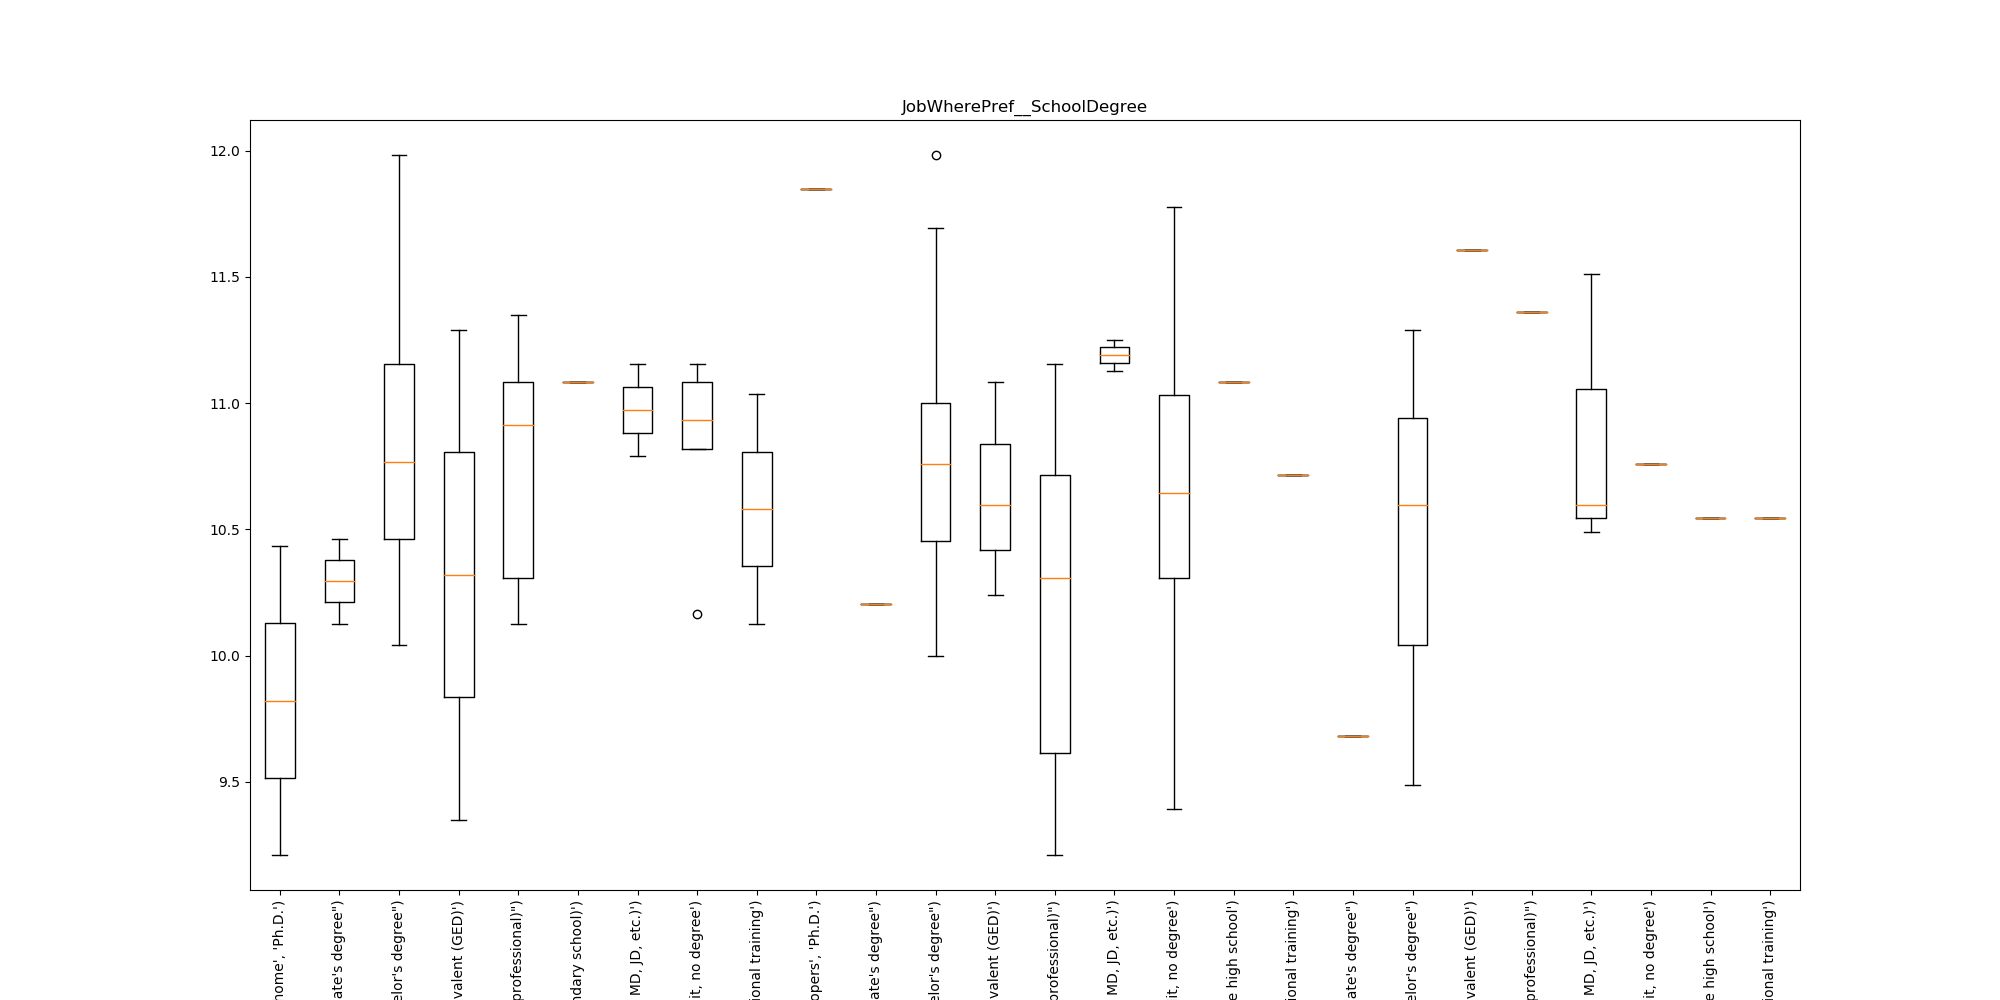 JobWherePref__SchoolDegree
12.0
11.5
11.0
10.5
10.0
9.5
home', 'Ph.D.')
ate's degree")
elor's degree")
valent (GED)')
professional)")
ndary school)')
MD, JD, etc.)')
it, no degree')
ional training')
opers', 'Ph.D.')
ate's degree")
elor's degree")
valent (GED)')
professional)")
MD, JD, etc.)')
it, no degree')
e high school')
ional training')
ate's degree")
elor's degree")
valent (GED)')
professional)")
MD, JD, etc.)')
it, no degree')
e high school')
ional training')